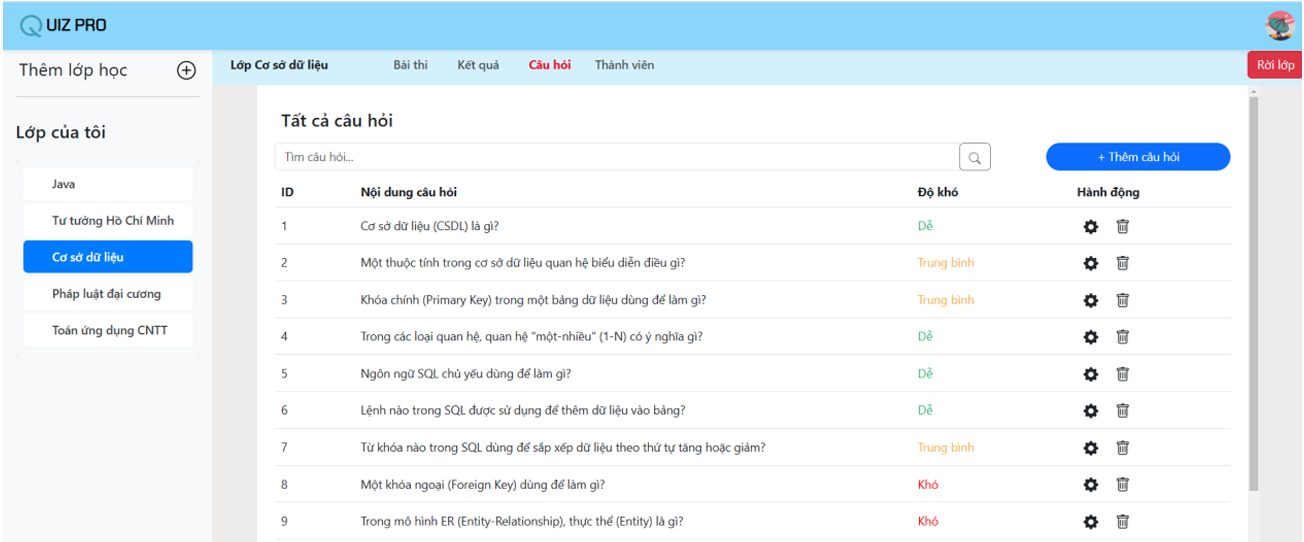 QUIZ PRO
Thêm lớp học
Lớp Cơ sở dữ liệu Bài thi Kết quả Câu hỏi Thành viên Rời lớp
Lớp của tôi
Java
Tư tưởng Hồ Chí Minh
Cơ sở dữ liệu
Pháp luật đại cương
Toán ứng dụng CNTT
Tất cả câu hỏi
Tìm câu hỏi... + Thêm câu hỏi
ID Nội dung câu hỏi Độ khó Hành động
1 Cơ sở dữ liệu (CSDL) là gì? Dễ
2 Một thuộc tính trong cơ sở dữ liệu quan hệ biểu diễn điều gì? Trung bình
3 Khóa chính (Primary Key) trong một bảng dữ liệu dùng để làm gì? Trung bình
4 Trong các loại quan hệ, quan hệ "một-nhiều" (1-N) có ý nghĩa gì? Dễ
5 Ngôn ngữ SQL chủ yếu dùng để làm gì? Dễ
6 Lệnh nào trong SQL được sử dụng để thêm dữ liệu vào bảng? Dễ
7 Từ khóa nào trong SQL dùng để sắp xếp dữ liệu theo thứ tự tăng hoặc giảm? Trung bình
8 Một khóa ngoại (Foreign Key) dùng để làm gì? Khó
9 Trong mô hình ER (Entity-Relationship), thực thể (Entity) là gì? Khó